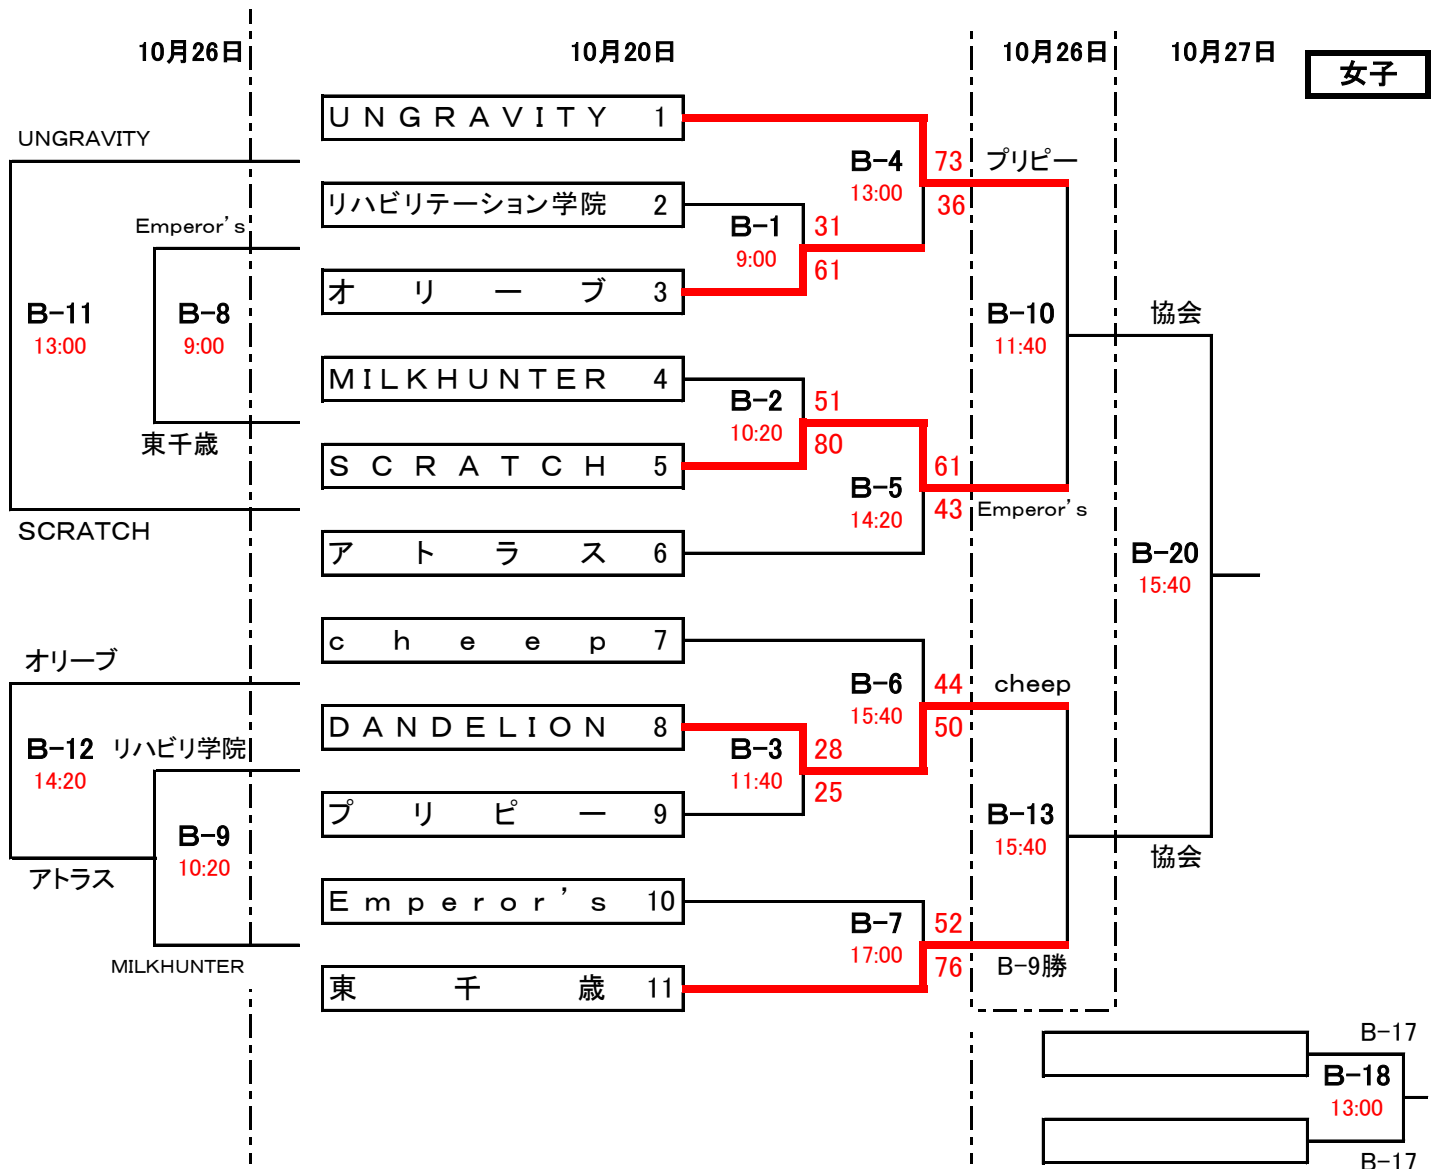 10月26日
10月20日
10月26日
10月27日
女子
UNGRAVITY 1
UNGRAVITY
B-4
73
プリピー
13:00
36
リハビリテーション学院 2
Emperor's
B-1
31
9:00
61
オリーブ 3
B-11
B-8
B-10
協会
13:00
9:00
11:40
MILKHUNTER 4
B-2
51
10:20
80
東千歳
SCRATCH 5
61
B-5
43
Emperor's
14:20
SCRATCH
アトラス 6
B-20
15:40
cheep 7
オリーブ
B-6
44
cheep
15:40
50
DANDELION 8
B-12
リハビリ学院
B-3
28
14:20
11:40
25
プリピー 9
B-13
B-9
15:40
協会
10:20
アトラス
Emperor's 10
B-7
52
17:00
76
B-9勝
MILKHUNTER
東千歳 11
B-17
B-18
13:00
B-17